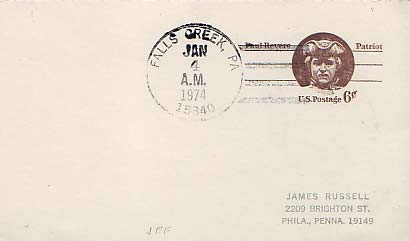 FALLS CREEK, PA
JAN
4
A.M.
1974
15840
Paul Revere Patriot
U.S. Postage 6¢
JAMES RUSSELL
2209 BRIGHTON ST.
PHILA., PENNA. 19149
JEF